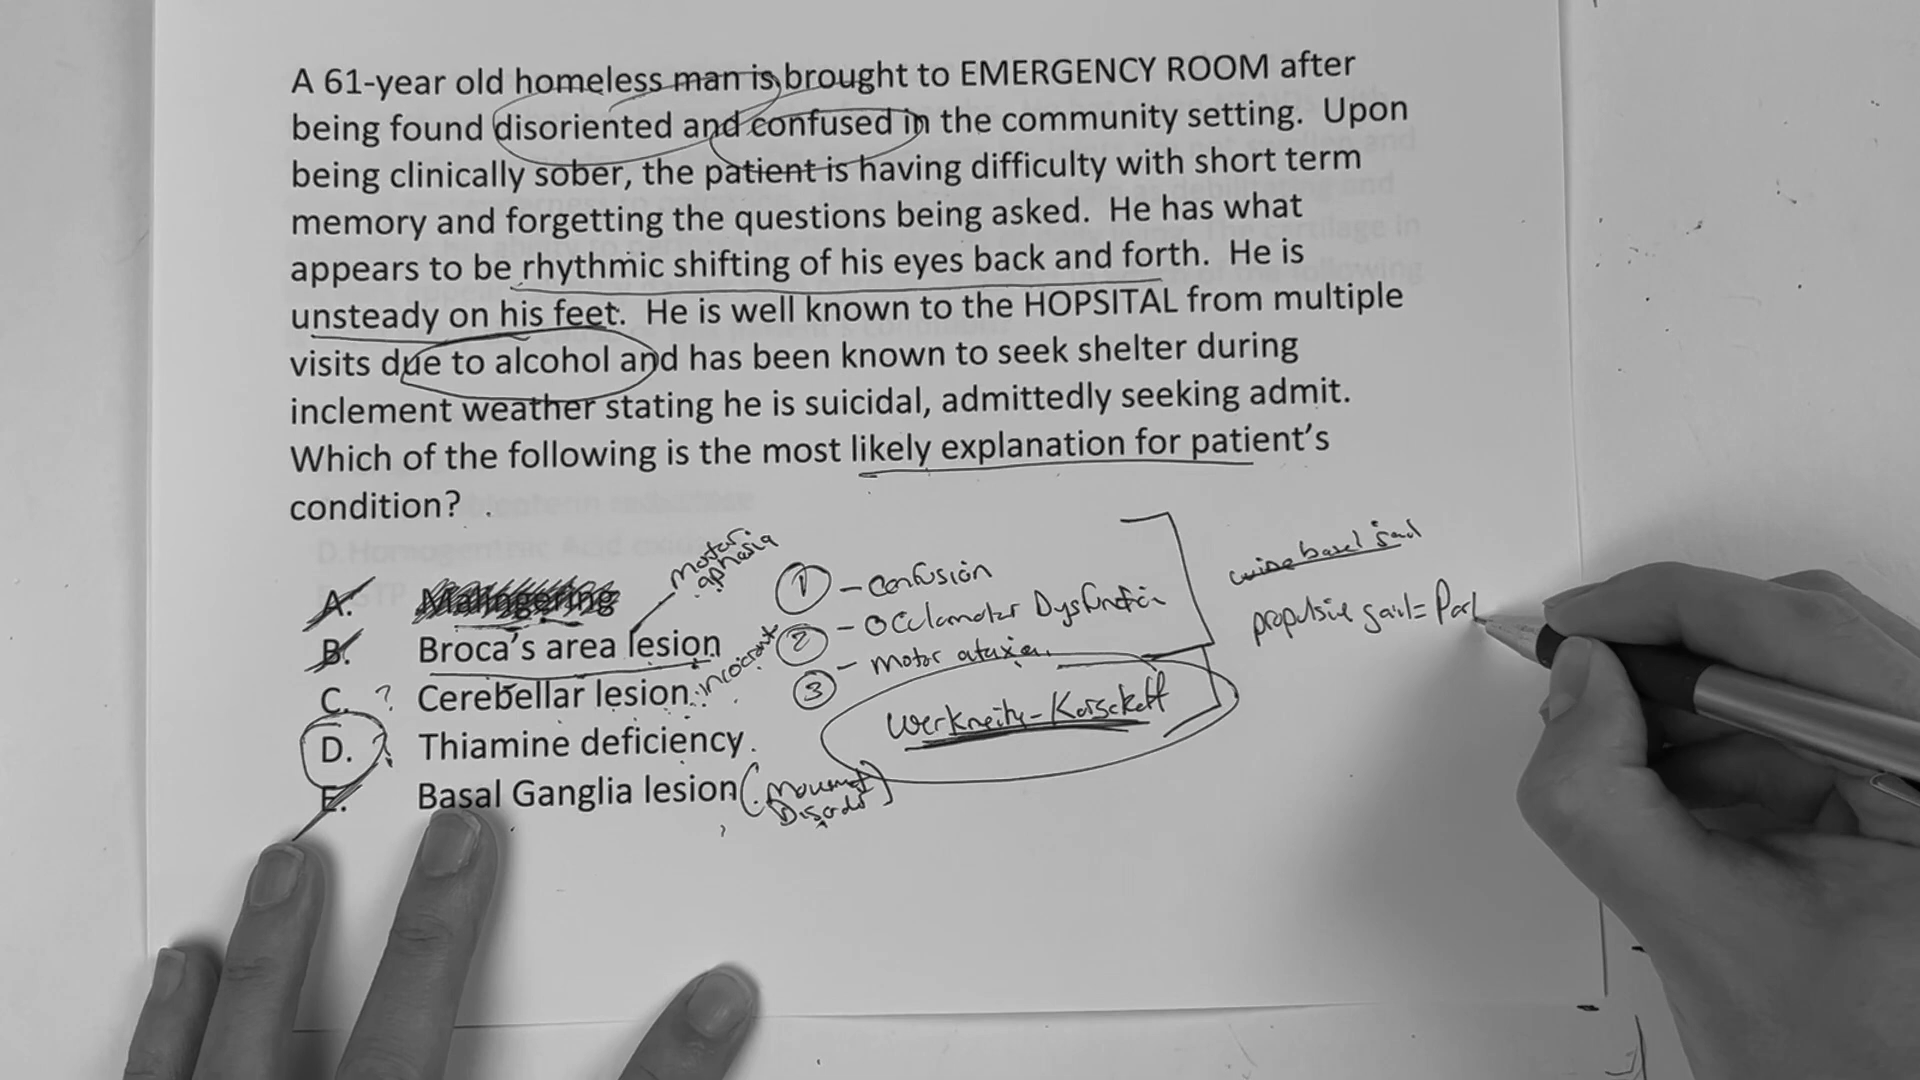 A 61-year old homeless man is brought to EMERGENCY ROOM after
being found disoriented and confused in the community setting. Upon
being clinically sober, the patient is having difficulty with short term
memory and forgetting the questions being asked. He has what
appears to be rhythmic shifting of his eyes back and forth. He is
unsteady on his feet. He is well known to the HOPSITAL from multiple
visits due to alcohol and has been known to seek shelter during
inclement weather stating he is suicidal, admittedly seeking admit.
Which of the following is the most likely explanation for patient's
condition?
A. Malingering
B. Broca's area lesion
motor
aphasia
C. ? Cerebellar lesion
D. ? Thiamine deficiency
E. Basal Ganglia lesion
1 - confusion
2 - Occulomotor Dysfunction
3 - motor ataxia
Werkneity-Korsckoff
propulsive gait= Par